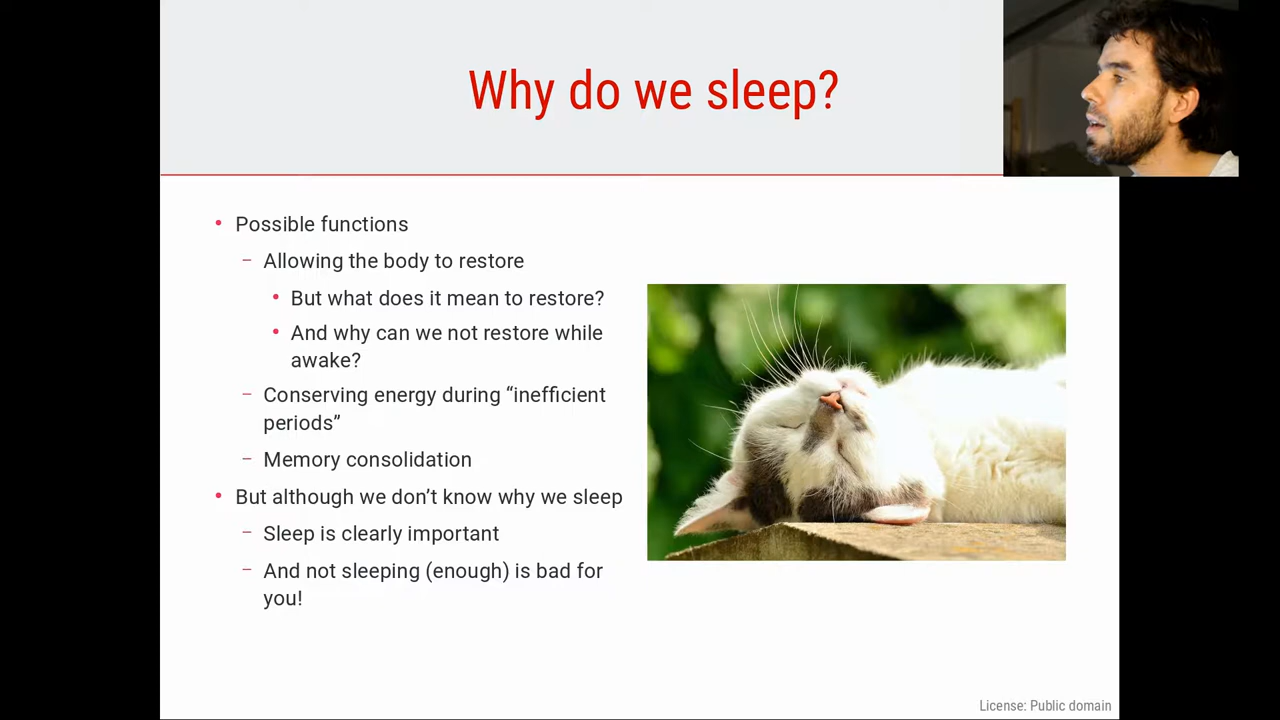 Why do we sleep?
• Possible functions
– Allowing the body to restore
• But what does it mean to restore?
• And why can we not restore while
awake?
– Conserving energy during “inefficient
periods”
– Memory consolidation
• But although we don’t know why we sleep
– Sleep is clearly important
– And not sleeping (enough) is bad for
you!
License: Public domain